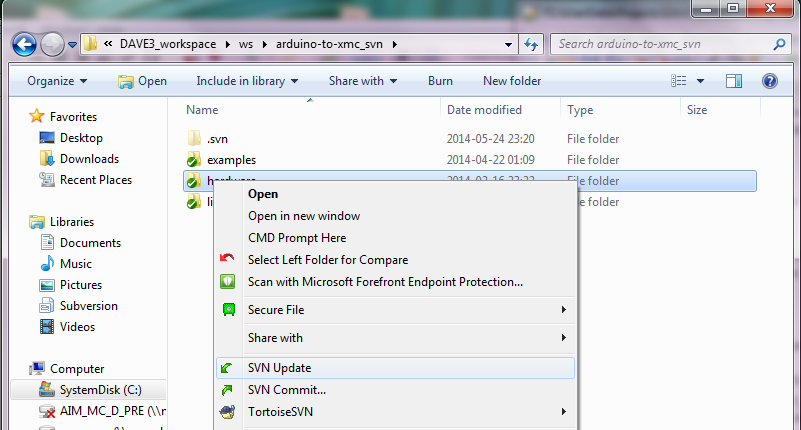 « DAVE3_workspace ▸ ws ▸ arduino-to-xmc_svn ▸ Search arduino-to-xmc_svn
Organize Open Include in library Share with Burn New folder
Name Date modified Type Size
Favorites
Desktop
Downloads
Recent Places
Libraries
Documents
Music
Pictures
Subversion
Videos
Computer
SystemDisk (C:)
AIM_MC_D_PRE (\\n
.svn 2014-05-24 23:20 File folder
examples 2014-04-22 01:09 File folder
hardware File folder
li File folder
Open
Open in new window
CMD Prompt Here
Select Left Folder for Compare
Scan with Microsoft Forefront Endpoint Protection...
Secure File
Share with
SVN Update
SVN Commit...
TortoiseSVN